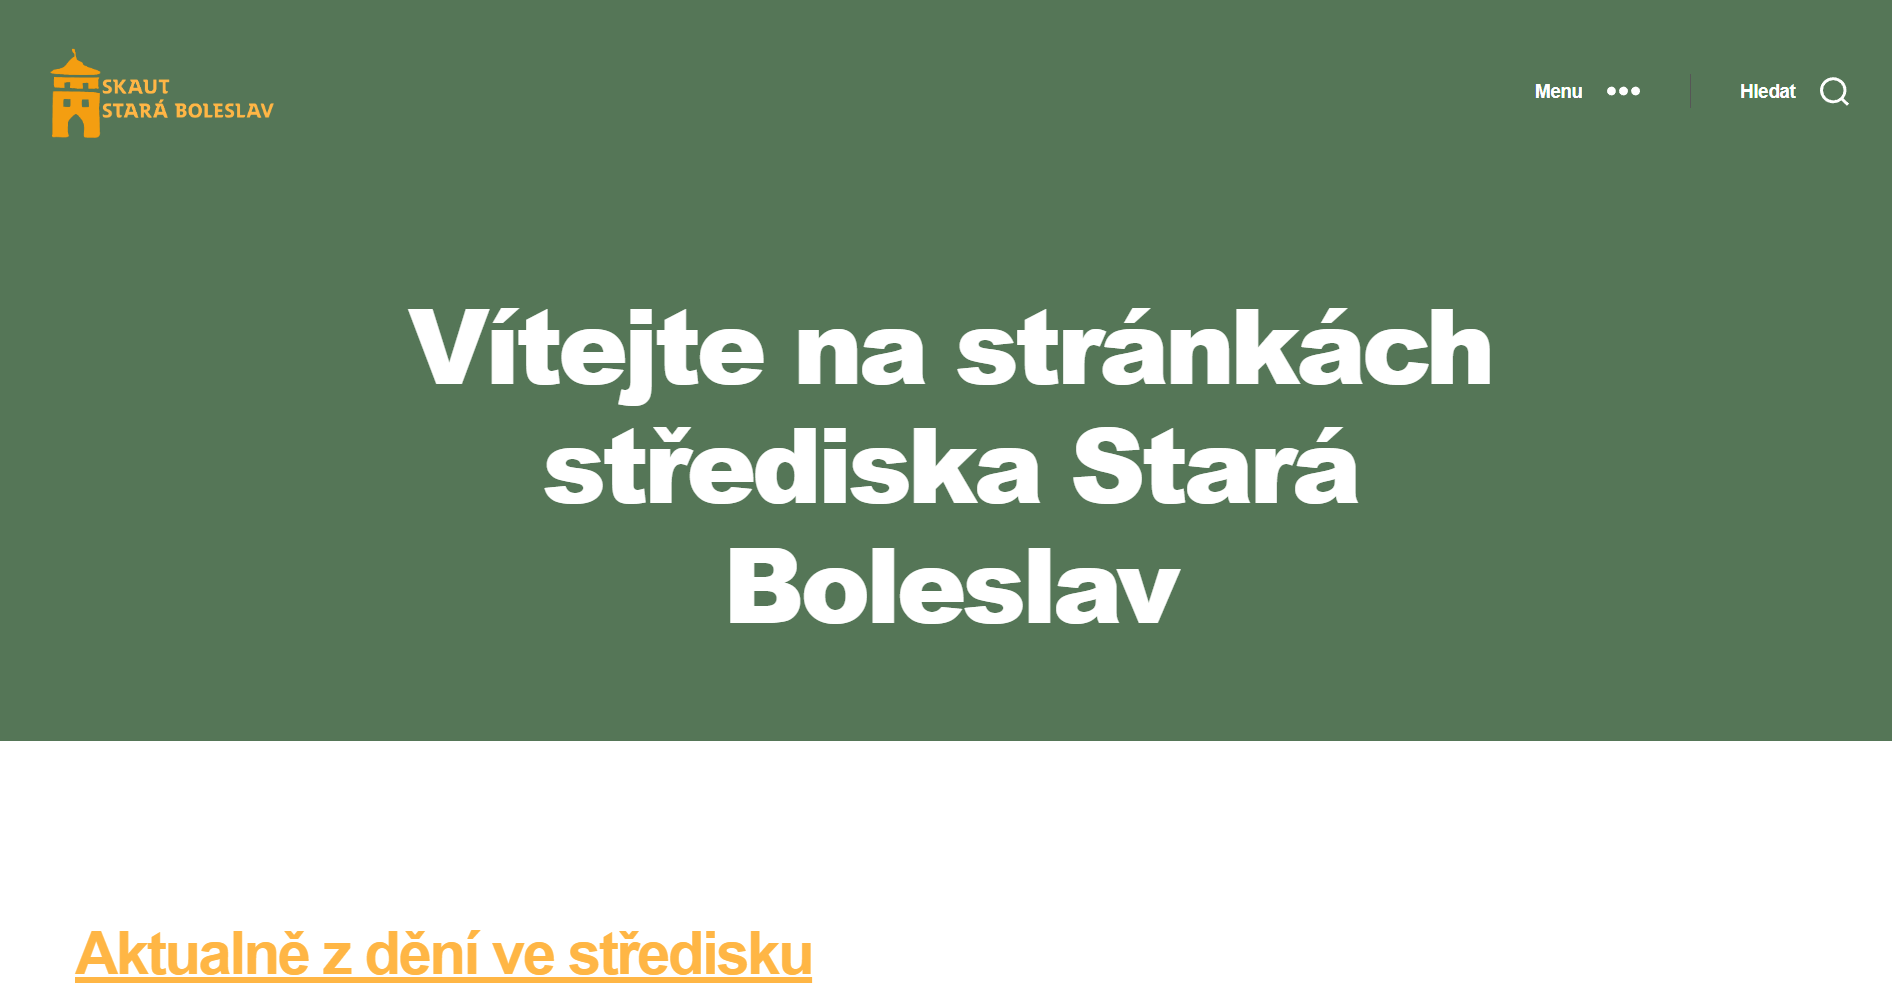 SKAUT
STARÁ BOLESLAV
Menu
Hledat
Vítejte na stránkách
střediska Stará
Boleslav
Aktualně z dění ve středisku